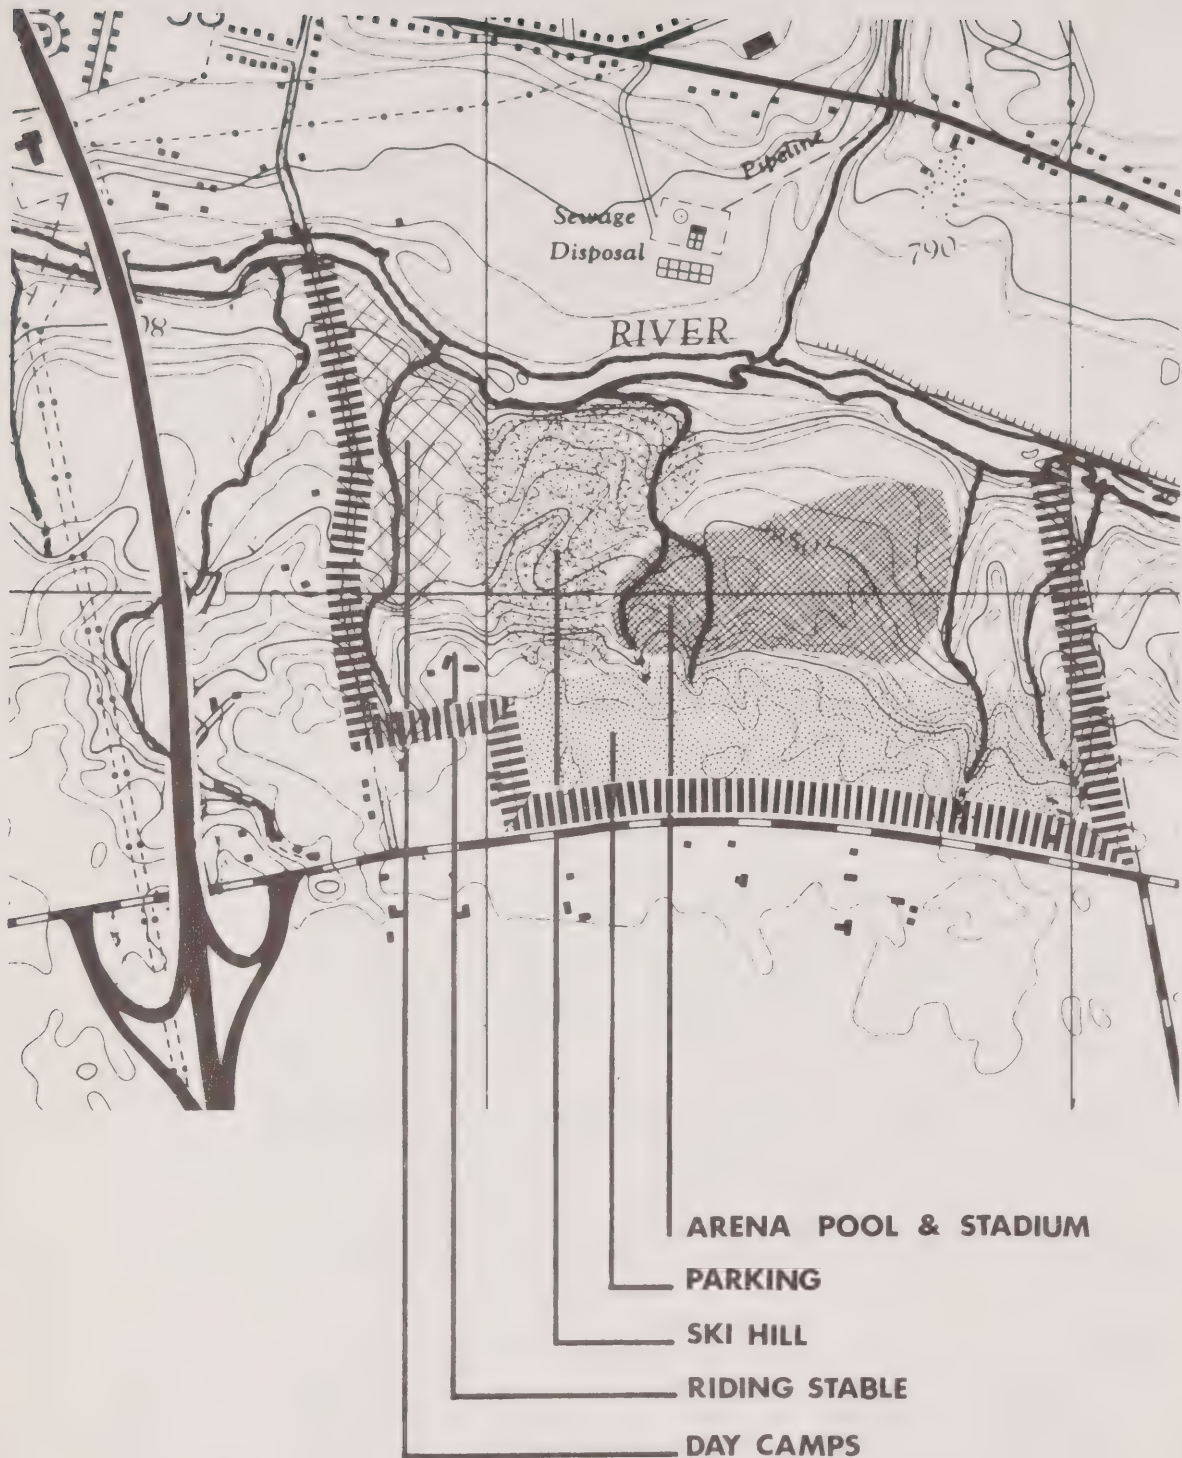 Pipeline
Sewage
Disposal
790
RIVER
ARENA POOL & STADIUM
PARKING
SKI HILL
RIDING STABLE
DAY CAMPS